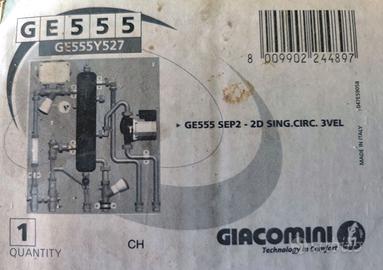 GE555
GE555Y527
8 009902 244897
GE555 SEP2 - 2D SING.CIRC. 3VEL
MADE IN ITALY
047E59058
1
QUANTITY
CH
GIACOMINI
Technology in Comfort